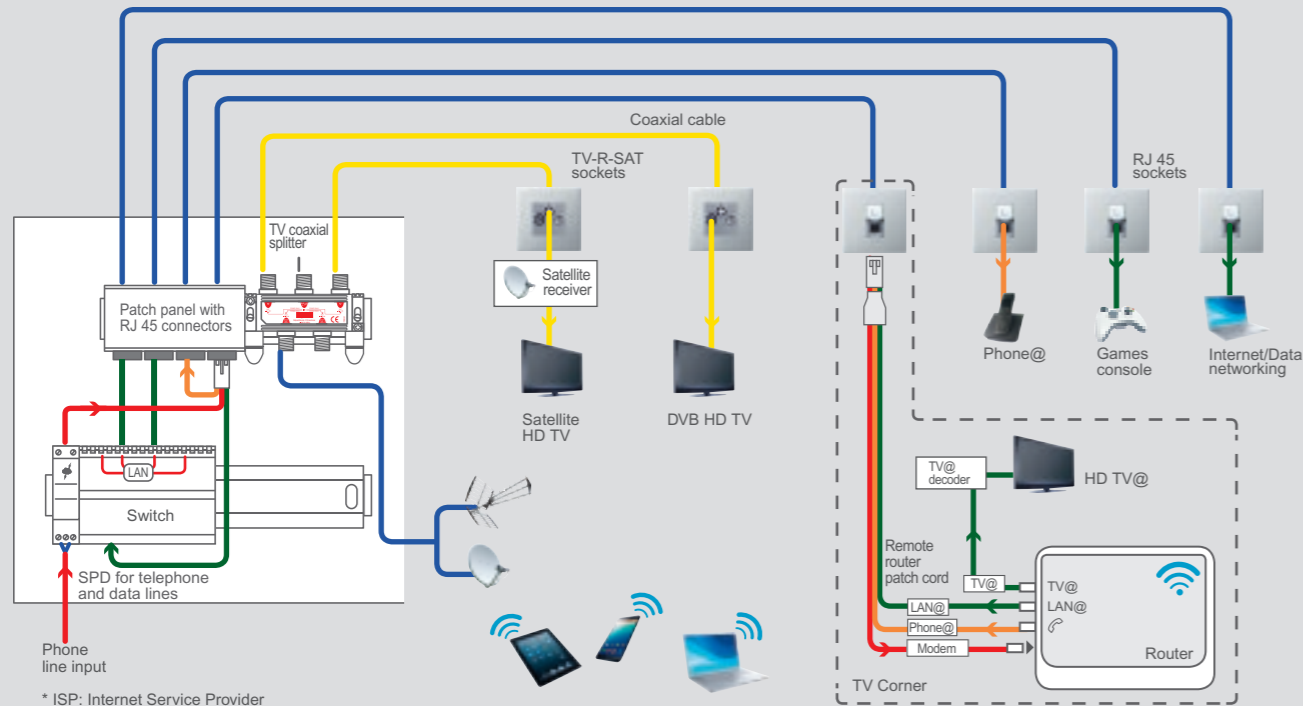 Coaxial cable
TV-R-SAT
sockets
RJ 45
sockets
TV coaxial
splitter
Satellite
receiver
Patch panel with
RJ 45 connectors
Phone@
Games
console
Internet/Data
networking
Satellite
HD TV
DVB HD TV
LAN
Switch
TV@
decoder
HD TV@
SPD for telephone
and data lines
Remote
router
patch cord
TV@
TV@
LAN@
LAN@
Phone@
Modem
Router
Phone
line input
TV Corner
* ISP: Internet Service Provider